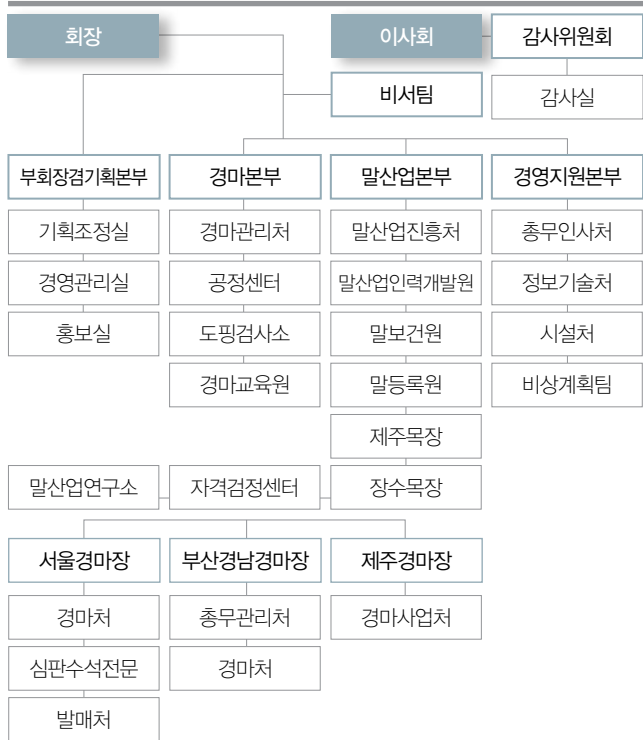 회장
이사회
감사위원회
비서팀
감사실
부회장겸기획본부
경마본부
말산업본부
경영지원본부
기획조정실
경마관리처
말산업진흥처
총무인사처
경영관리실
공정센터
말산업인력개발원
정보기술처
홍보실
도핑검사소
말보건원
시설처
경마교육원
말등록원
비상계획팀
제주목장
말산업연구소
자격검정센터
장수목장
서울경마장
부산경남경마장
제주경마장
경마처
총무관리처
경마사업처
심판수석전문
경마처
발매처